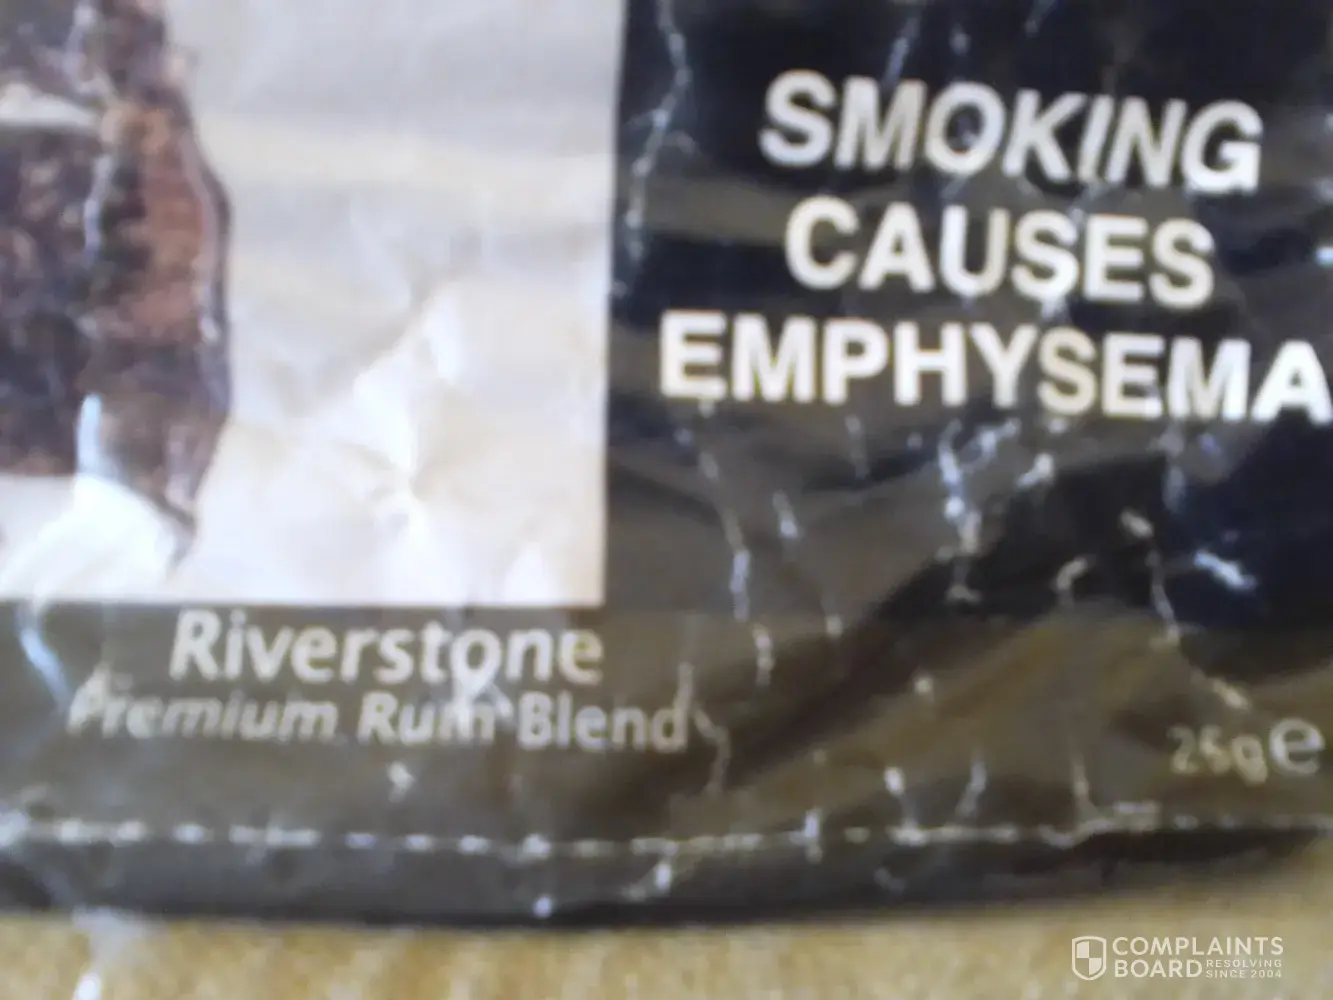 SMOKING
CAUSES
EMPHYSEMA
Riverstone
Premium Rum Blend
25g e
COMPLAINTS
BOARD RESOLVING
SINCE 2004